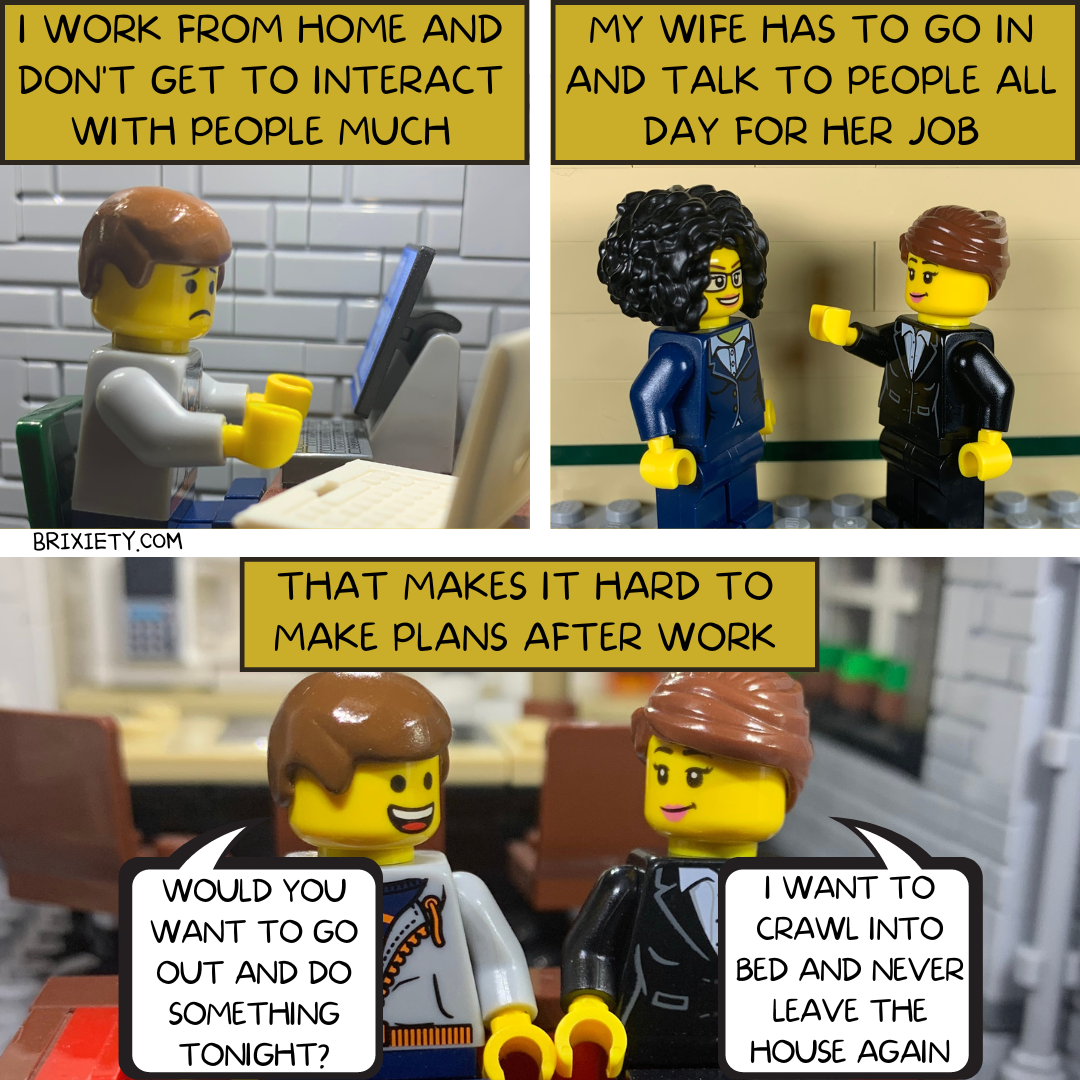 I WORK FROM HOME AND
DON'T GET TO INTERACT
WITH PEOPLE MUCH
MY WIFE HAS TO GO IN
AND TALK TO PEOPLE ALL
DAY FOR HER JOB
BRIXIETY.COM
THAT MAKES IT HARD TO
MAKE PLANS AFTER WORK
WOULD YOU
WANT TO GO
OUT AND DO
SOMETHING
TONIGHT?
I WANT TO
CRAWL INTO
BED AND NEVER
LEAVE THE
HOUSE AGAIN